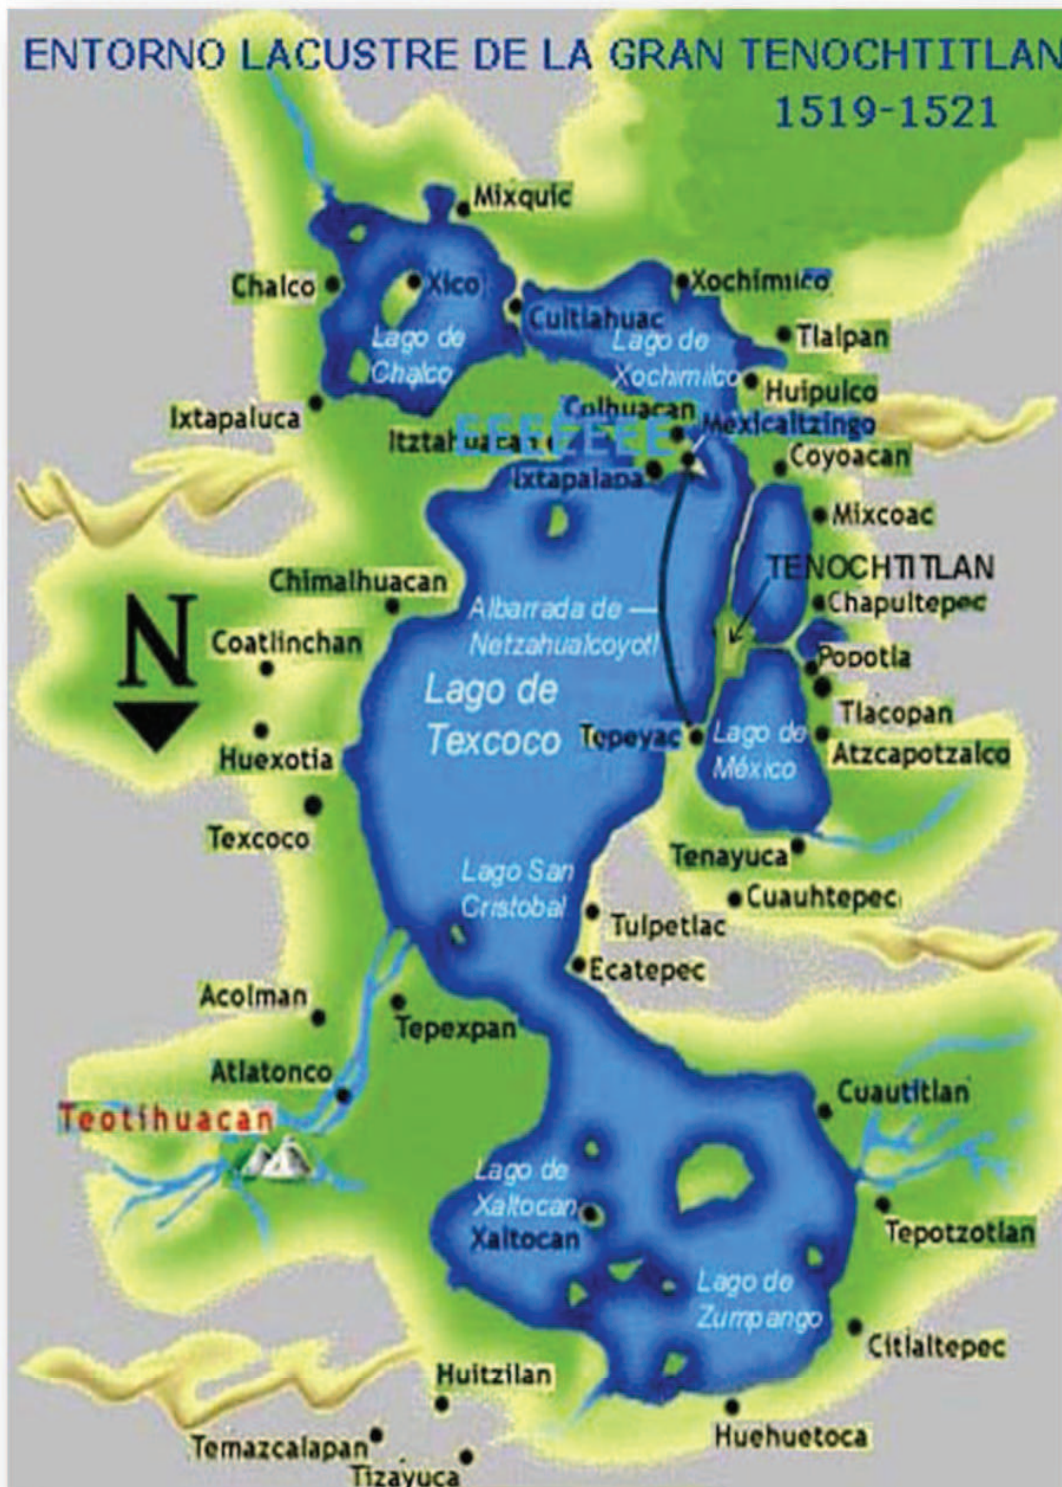 ENTORNO LACUSTRE DE LA GRAN TENOCHTITLAN
1519-1521
Mixquic
Chalco
Xico
Xochimilco
Cuitlahuac
Lago de
Chalco
Lago de
Xochimilco
Tlalpan
Huipulco
Ixtapaluca
Colhuacan
Mexicaltzingo
Coyoacan
Ixtapalapa
Mixcoac
TENOCHTITLAN
Chimalhuacan
Chapultepec
Albarrada de
Netzahualcoyotl
N
Coatlinchan
Popotla
Lago de
Texcoco
Tlacopan
Tepeyac
Lago de
México
Atzcapotzalco
Huexotla
Texcoco
Tenayuca
Lago San
Cristobal
Cuauhtepec
Tulpetlac
Ecatepec
Acolman
Tepexpan
Atlatonco
Cuautitlan
Teotihuacan
Lago de
Xaltocan
Xaltocan
Tepotzotlan
Lago de
Zumpango
Citlaltepec
Huitzilan
Huehuetoca
Temazcalapan
Tizayuca